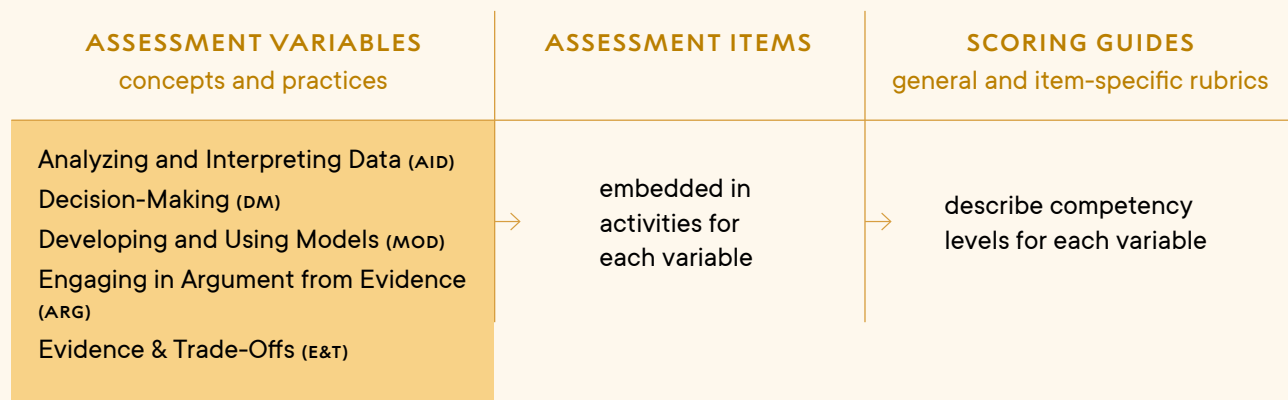 ASSESSMENT VARIABLES
concepts and practices
Analyzing and Interpreting Data (AID)
Decision-Making (DM)
Developing and Using Models (MOD)
Engaging in Argument from Evidence
(ARG)
Evidence & Trade-Offs (E&T)
ASSESSMENT ITEMS
embedded in
activities for
each variable
SCORING GUIDES
general and item-specific rubrics
describe competency
levels for each variable